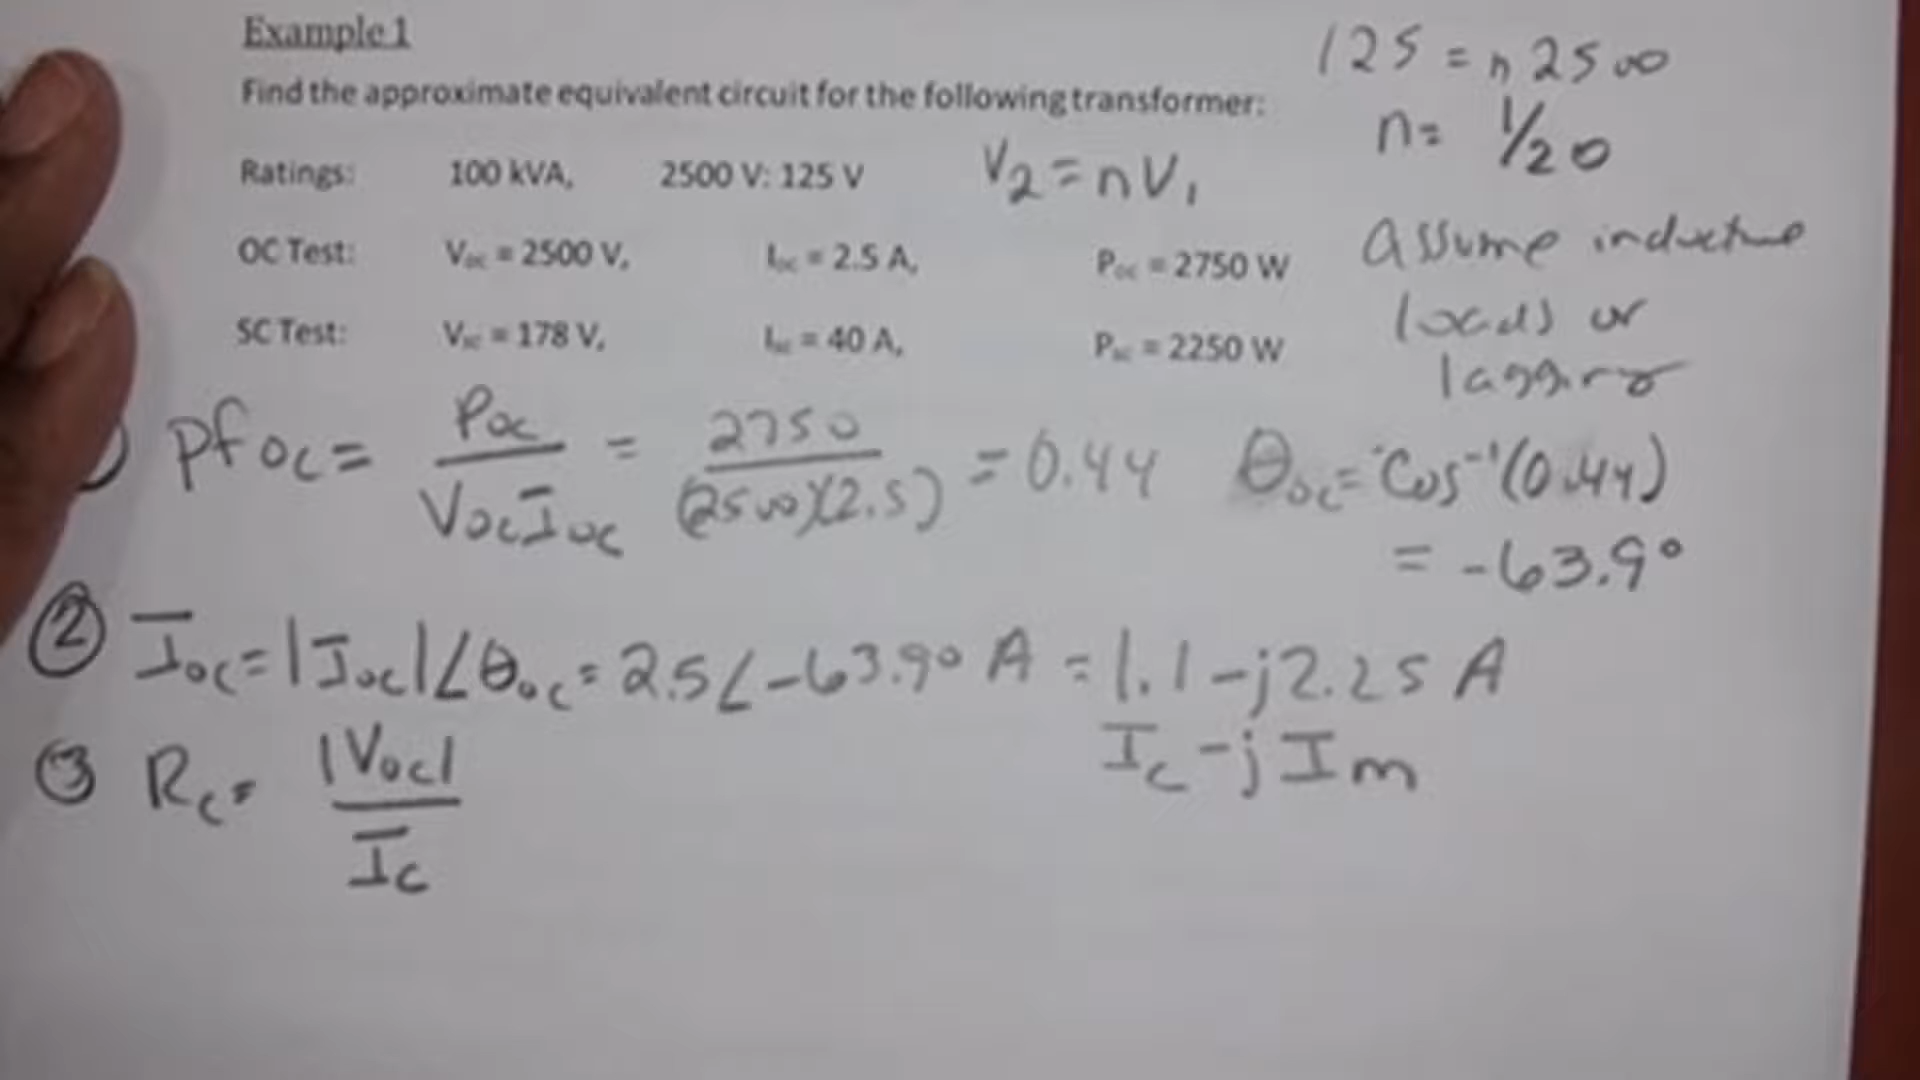 Example 1
125 = n 2500
Find the approximate equivalent circuit for the following transformer:
n = 1/20
Ratings: 100 kVA, 2500 V: 125 V
V2 = nV1
OC Test: Voc = 2500 V, Ioc = 2.5 A, Poc = 2750 W
Assume inductive
loads or
lagging
SC Test: Vsc = 178 V, Isc = 40 A, Psc = 2250 W
) PfOC = POC / VOC IOC = 2750 / (2500)(2.5) = 0.44 θOC = -Cos⁻¹(0.44)
= -63.9°
② IOC = |IOC|∠θOC = 2.5∠-63.9° A = 1.1 - j2.25 A
Ic - j Im
③ Rc = |VOC| / Ic